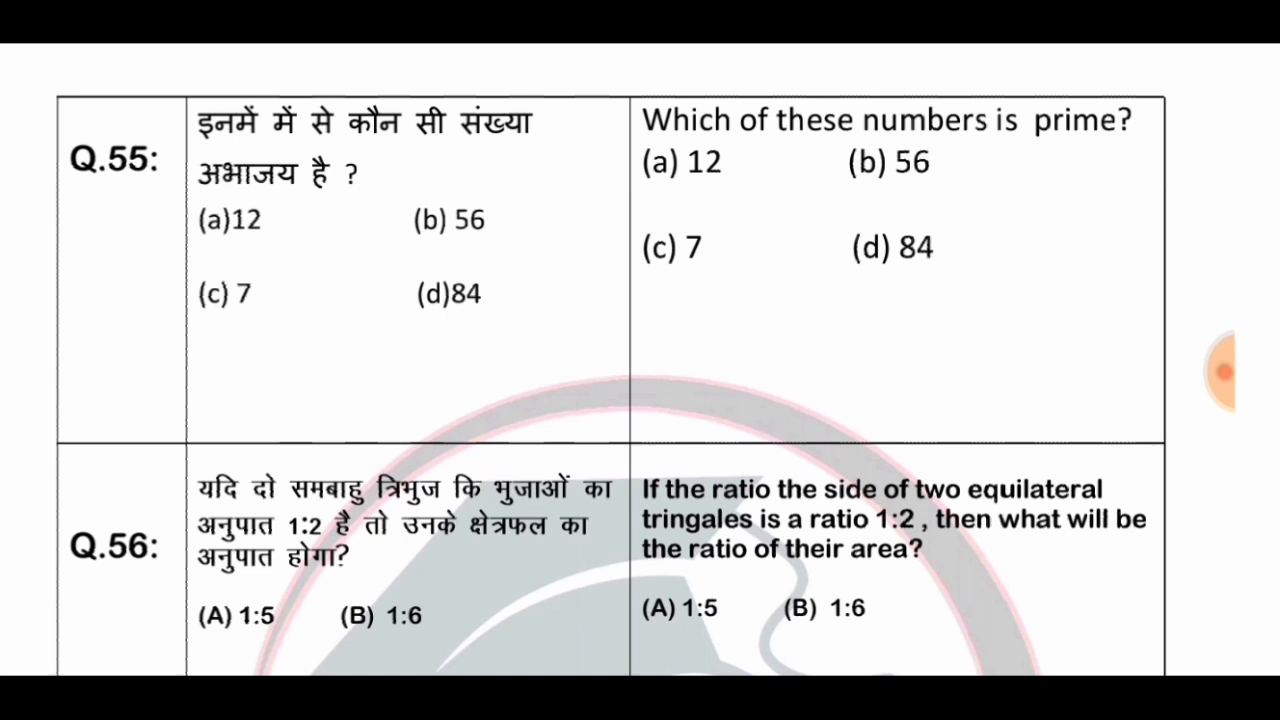 Q.55:
इनमें में से कौन सी संख्या
अभाजय है ?
(a)12 (b) 56
(c) 7 (d)84
Which of these numbers is prime?
(a) 12 (b) 56
(c) 7 (d) 84
Q.56:
यदि दो समबाहु त्रिभुज कि भुजाओं का
अनुपात 1:2 है तो उनके क्षेत्रफल का
अनुपात होगा?
(A) 1:5 (B) 1:6
If the ratio the side of two equilateral
tringales is a ratio 1:2 , then what will be
the ratio of their area?
(A) 1:5 (B) 1:6